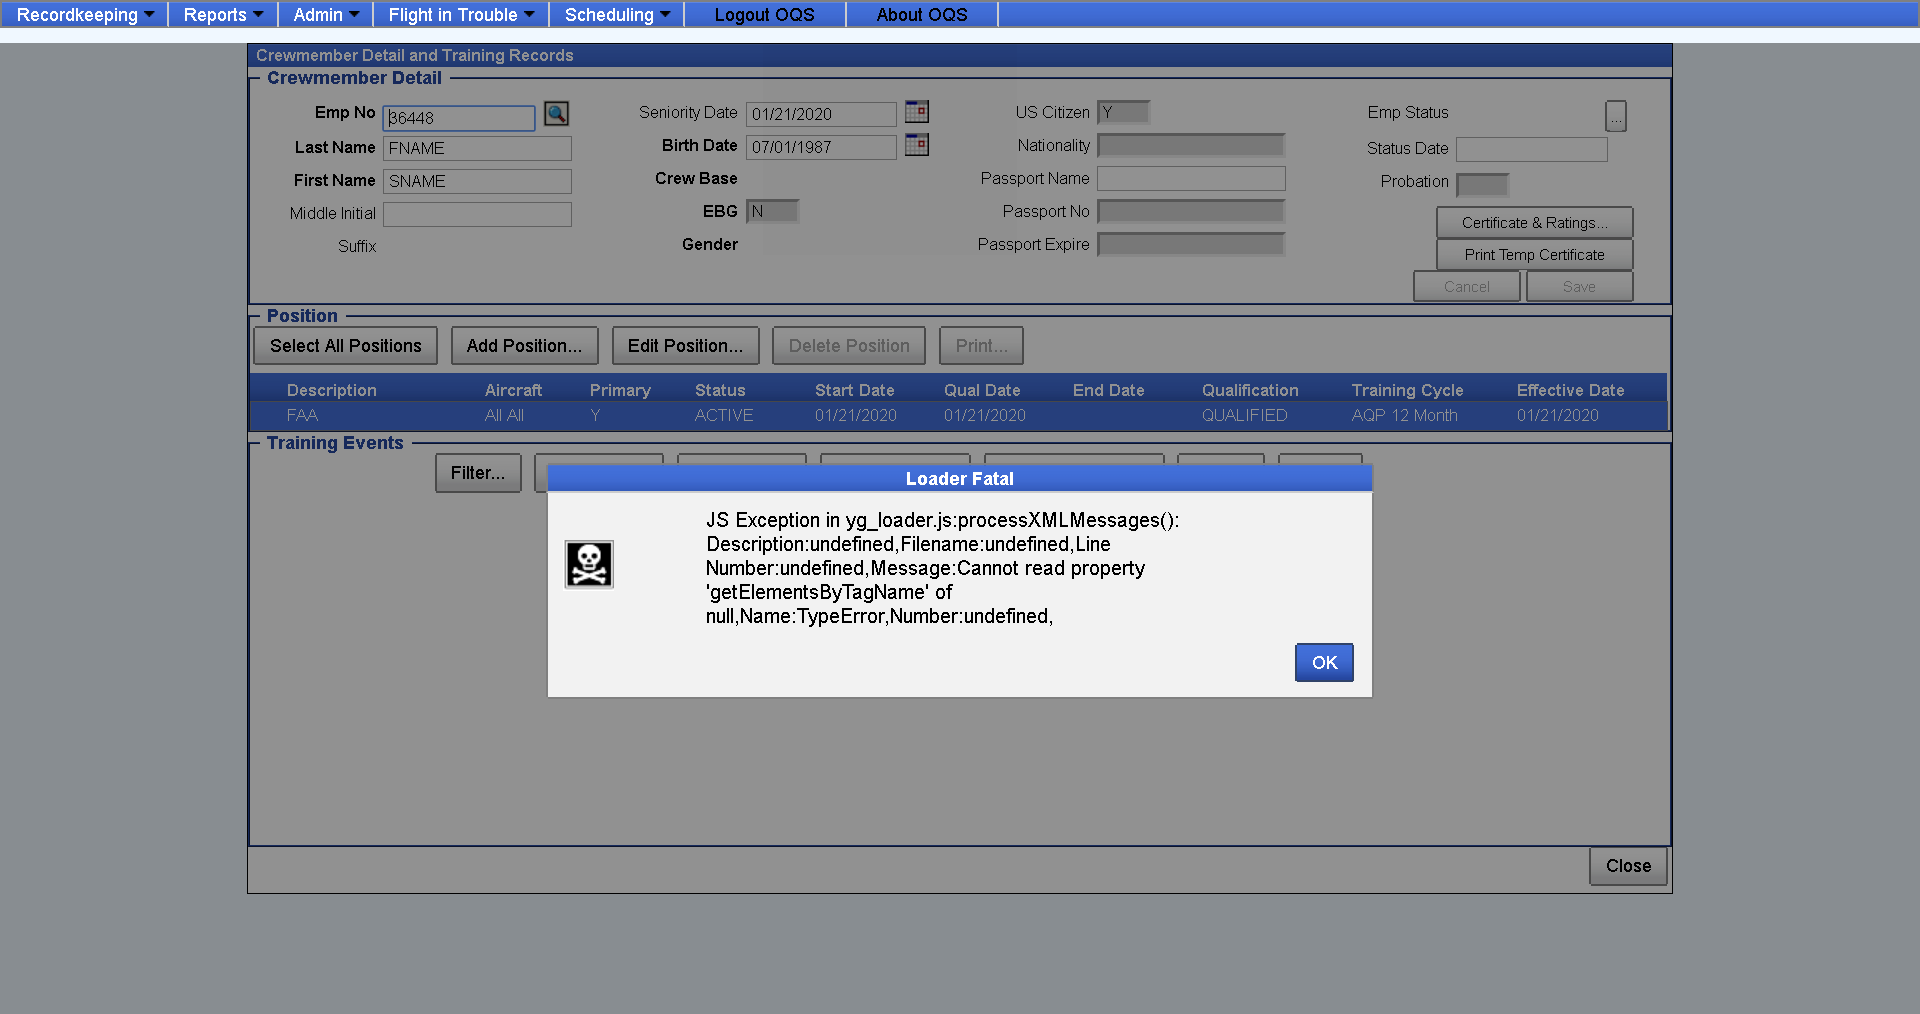 Recordkeeping Reports Admin Flight in Trouble Scheduling Logout OQS About OQS
Crewmember Detail and Training Records
Crewmember Detail
Emp No 36448 Seniority Date 01/21/2020 US Citizen Y Emp Status ...
Last Name FNAME Birth Date 07/01/1987 Nationality Status Date
First Name SNAME Crew Base Passport Name Probation
Middle Initial EBG N Passport No Certificate & Ratings...
Suffix Gender Passport Expire Print Temp Certificate
Cancel Save
Position
Select All Positions Add Position... Edit Position... Delete Position Print...
Description Aircraft Primary Status Start Date Qual Date End Date Qualification Training Cycle Effective Date
FAA All All Y ACTIVE 01/21/2020 01/21/2020 QUALIFIED AQP 12 Month 01/21/2020
Training Events
Filter...
Loader Fatal
JS Exception in yg_loader.js:processXMLMessages():
Description:undefined,Filename:undefined,Line
Number:undefined,Message:Cannot read property
'getElementsByTagName' of
null,Name:TypeError,Number:undefined,
OK
Close